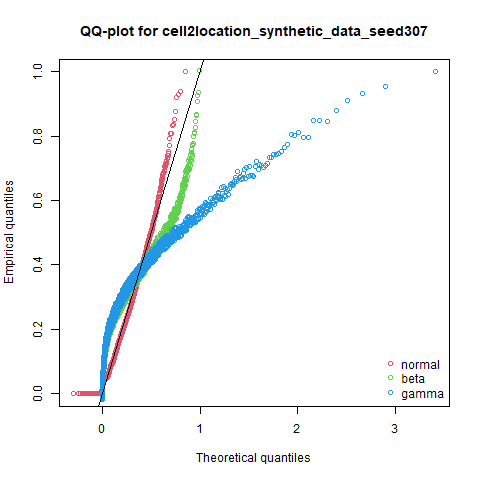 QQ-plot for cell2location_synthetic_data_seed307
Empirical quantiles
1.0
0.8
0.6
0.4
0.2
0.0
normal
beta
gamma
0
1
2
3
Theoretical quantiles